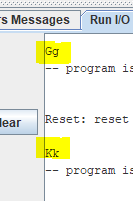 rs Messages Run I/O
Gg
-- program is
Reset: reset
lear
Kk
-- program is